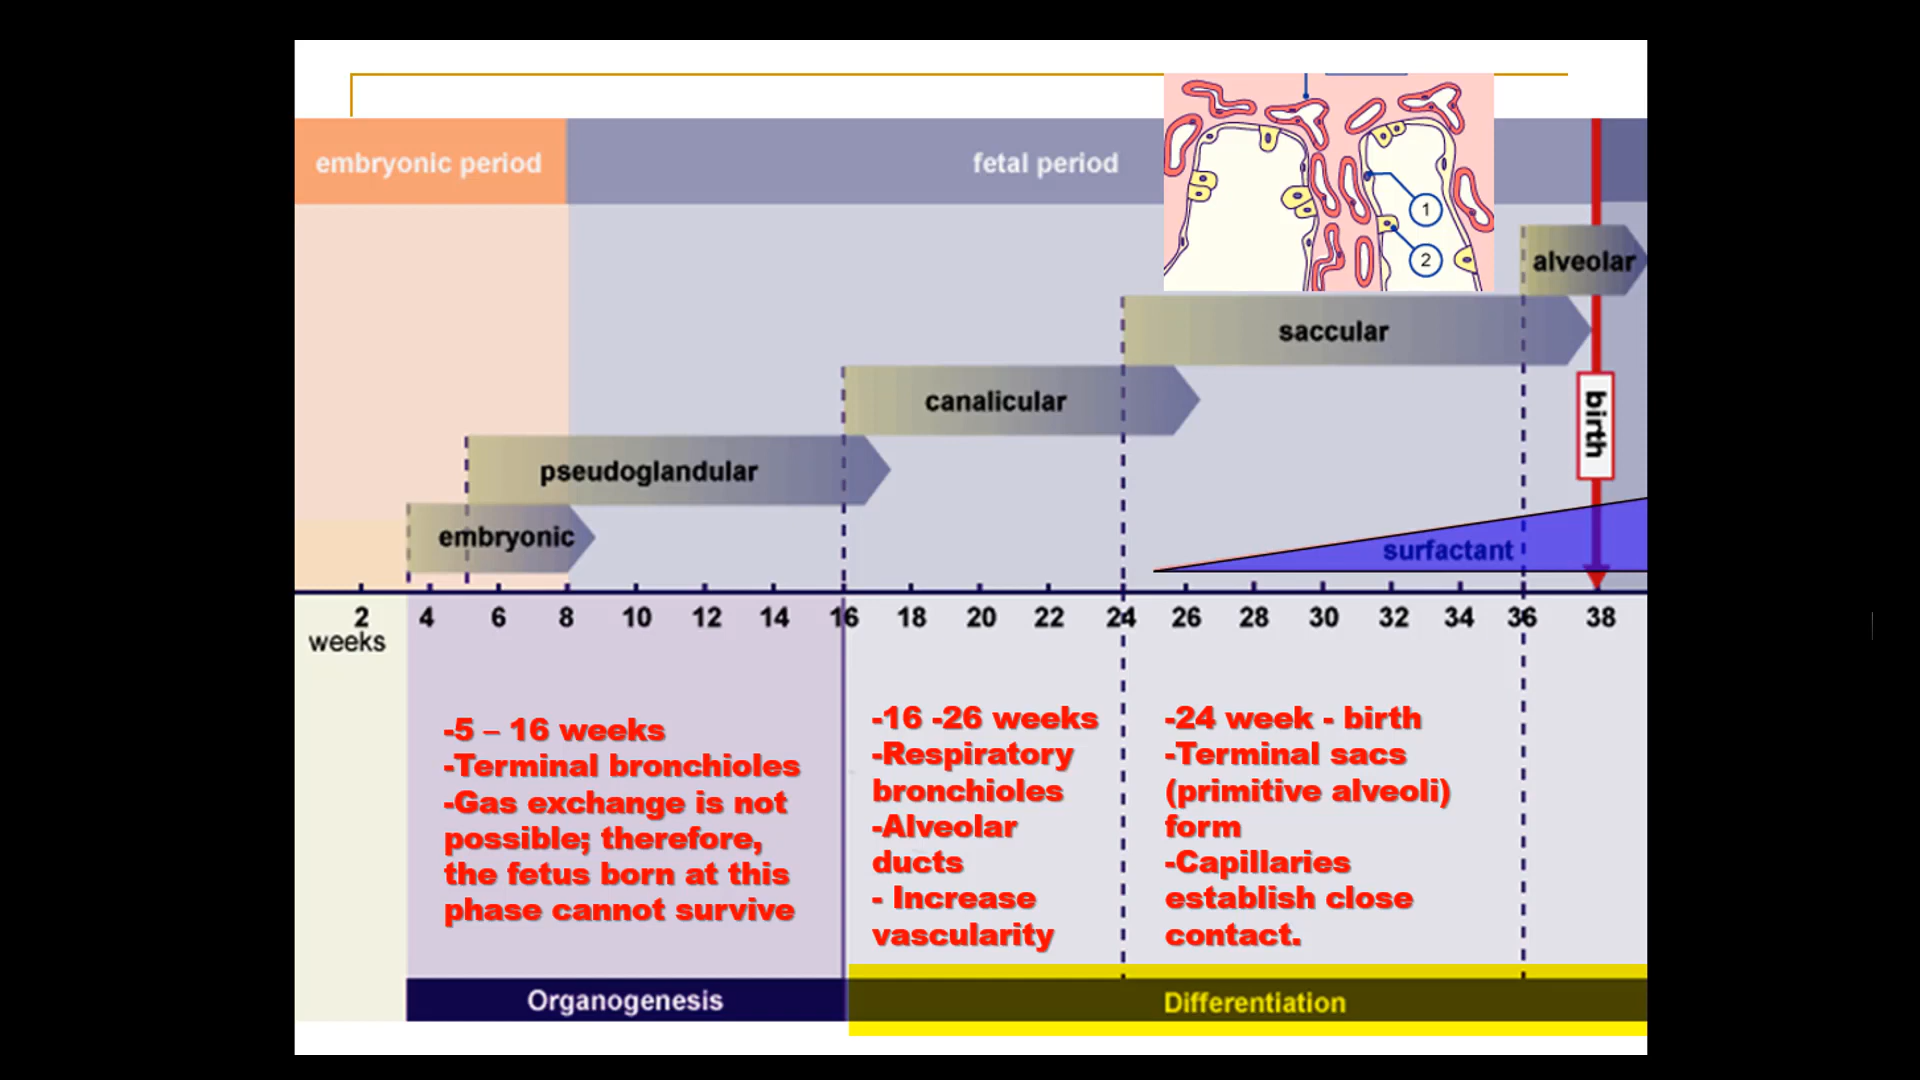 embryonic period
fetal period
1
2
alveolar
saccular
canalicular
birth
pseudoglandular
embryonic
surfactant
2 4 6 8 10 12 14 16 18 20 22 24 26 28 30 32 34 36 38
weeks
-5 – 16 weeks
-Terminal bronchioles
-Gas exchange is not
possible; therefore,
the fetus born at this
phase cannot survive
-16 -26 weeks
-Respiratory
bronchioles
-Alveolar
ducts
- Increase
vascularity
-24 week - birth
-Terminal sacs
(primitive alveoli)
form
-Capillaries
establish close
contact.
Organogenesis
Differentiation